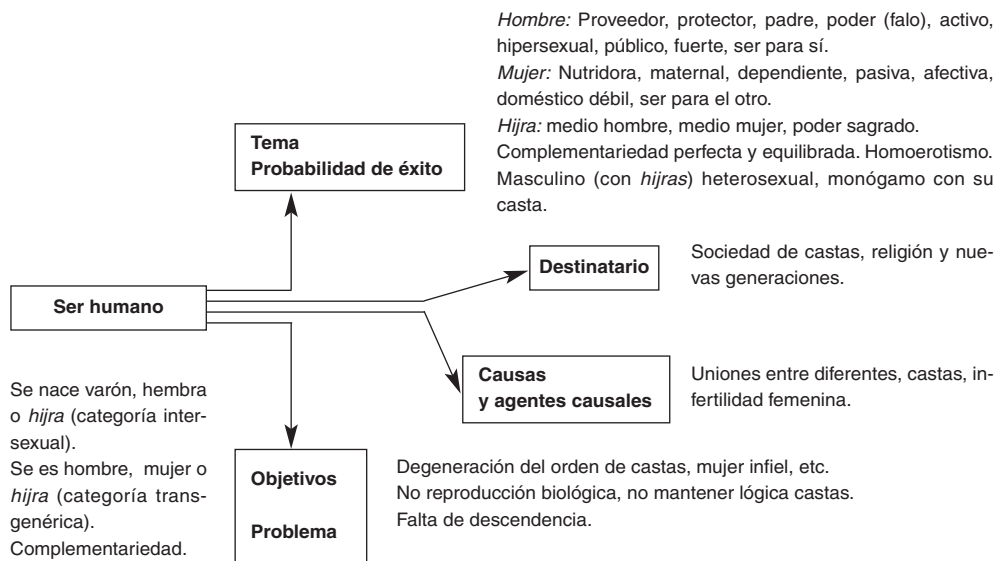 Hombre: Proveedor, protector, padre, poder (falo), activo,
hipersexual, público, fuerte, ser para sí.
Mujer: Nutridora, maternal, dependiente, pasiva, afectiva,
doméstico débil, ser para el otro.
Hijra: medio hombre, medio mujer, poder sagrado.
Complementariedad perfecta y equilibrada. Homoerotismo.
Masculino (con hijras) heterosexual, monógamo con su
casta.
Tema
Probabilidad de éxito
Destinatario
Sociedad de castas, religión y nue-
vas generaciones.
Ser humano
Causas
y agentes causales
Uniones entre diferentes, castas, in-
fertilidad femenina.
Se nace varón, hembra
o hijra (categoría inter-
sexual).
Se es hombre, mujer o
hijra (categoría trans-
genérica).
Complementariedad.
Objetivos
Problema
Degeneración del orden de castas, mujer infiel, etc.
No reproducción biológica, no mantener lógica castas.
Falta de descendencia.